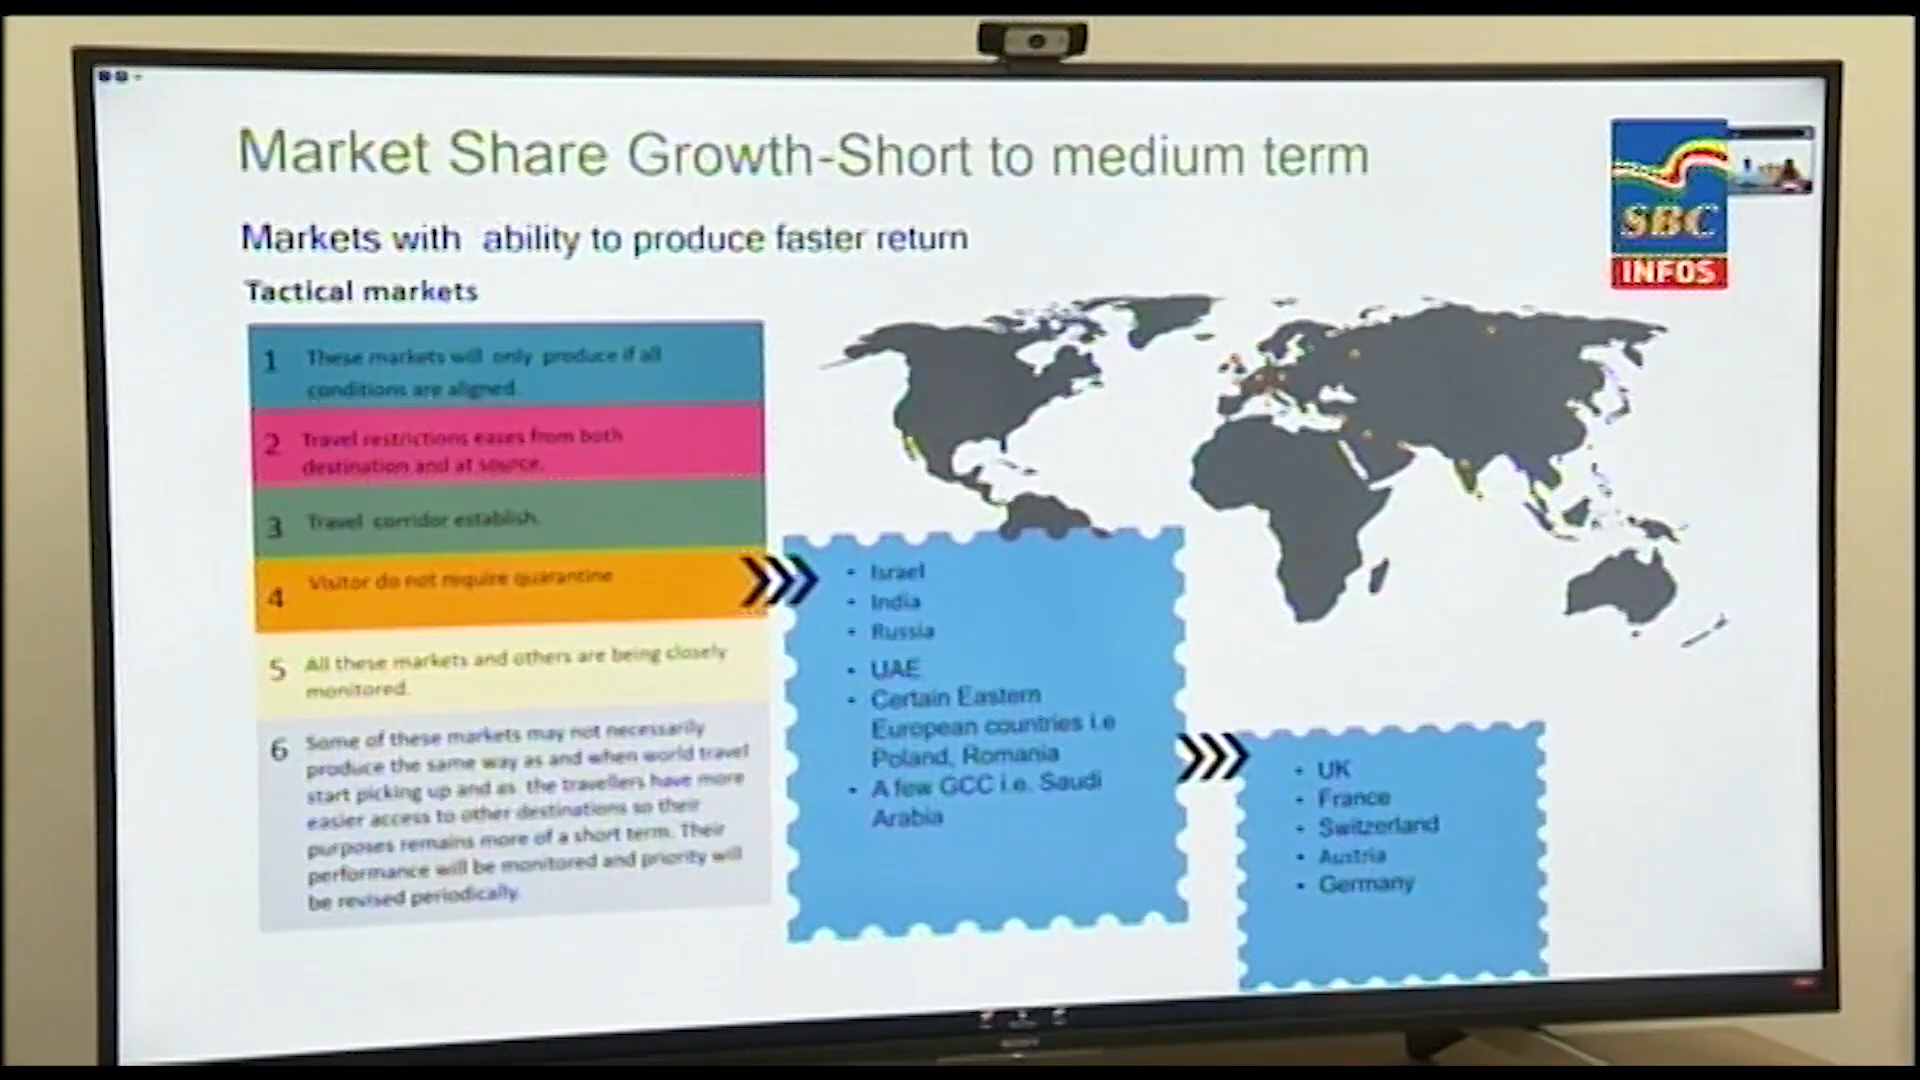 Market Share Growth-Short to medium term
Markets with ability to produce faster return
Tactical markets
1 These markets will only produce if all
conditions are aligned.
2 Travel restrictions eases from both
destination and at source.
3 Travel corridor establish.
4 Visitor do not require quarantine
5 All these markets and others are being closely
monitored.
6 Some of these markets may not necessarily
produce the same way as and when world travel
start picking up and as the travellers have more
easier access to other destinations so their
purposes remains more of a short term. Their
performance will be monitored and priority will
be revised periodically.
• Israel
• India
• Russia
• UAE
• Certain Eastern
European countries i.e
Poland, Romania
• A few GCC i.e. Saudi
Arabia
• UK
• France
• Switzerland
• Austria
• Germany
SBC
INFOS
SONY